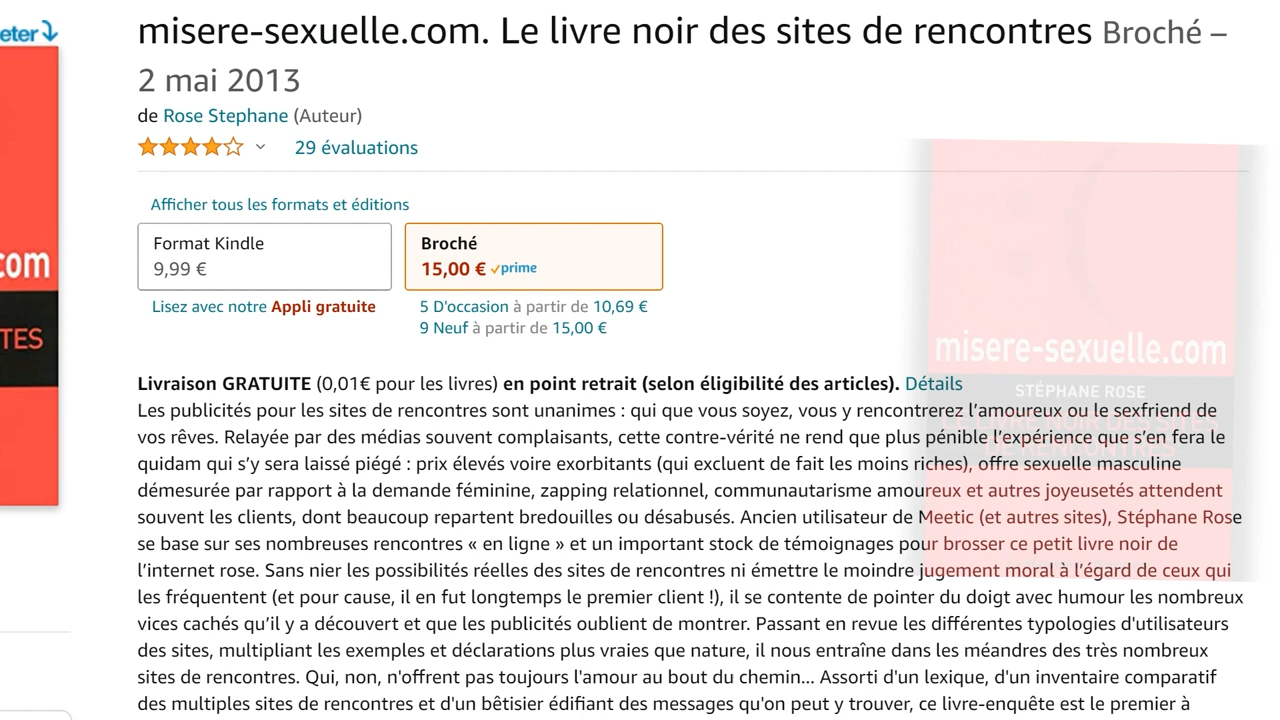 eter
misere-sexuelle.com. Le livre noir des sites de rencontres Broché –
2 mai 2013
de Rose Stephane (Auteur)
29 évaluations
Afficher tous les formats et éditions
Format Kindle
9,99 €
Lisez avec notre Appli gratuite
Broché
15,00 € prime
5 D'occasion à partir de 10,69 €
9 Neuf à partir de 15,00 €
com
TES
misere-sexuelle.com
STÉPHANE ROSE
LE LIVRE NOIR DES SITES
DE RENCONTRES
Livraison GRATUITE (0,01€ pour les livres) en point retrait (selon éligibilité des articles). Détails
Les publicités pour les sites de rencontres sont unanimes : qui que vous soyez, vous y rencontrerez l’amoureux ou le sexfriend de
vos rêves. Relayée par des médias souvent complaisants, cette contre-vérité ne rend que plus pénible l’expérience que s’en fera le
quidam qui s’y sera laissé piégé : prix élevés voire exorbitants (qui excluent de fait les moins riches), offre sexuelle masculine
démesurée par rapport à la demande féminine, zapping relationnel, communautarisme amoureux et autres joyeusetés attendent
souvent les clients, dont beaucoup repartent bredouilles ou désabusés. Ancien utilisateur de Meetic (et autres sites), Stéphane Rose
se base sur ses nombreuses rencontres « en ligne » et un important stock de témoignages pour brosser ce petit livre noir de
l’internet rose. Sans nier les possibilités réelles des sites de rencontres ni émettre le moindre jugement moral à l’égard de ceux qui
les fréquentent (et pour cause, il en fut longtemps le premier client !), il se contente de pointer du doigt avec humour les nombreux
vices cachés qu’il y a découvert et que les publicités oublient de montrer. Passant en revue les différentes typologies d'utilisateurs
des sites, multipliant les exemples et déclarations plus vraies que nature, il nous entraîne dans les méandres des très nombreux
sites de rencontres. Qui, non, n'offrent pas toujours l'amour au bout du chemin... Assorti d'un lexique, d'un inventaire comparatif
des multiples sites de rencontres et d'un bêtisier édifiant des messages qu'on peut y trouver, ce livre-enquête est le premier à